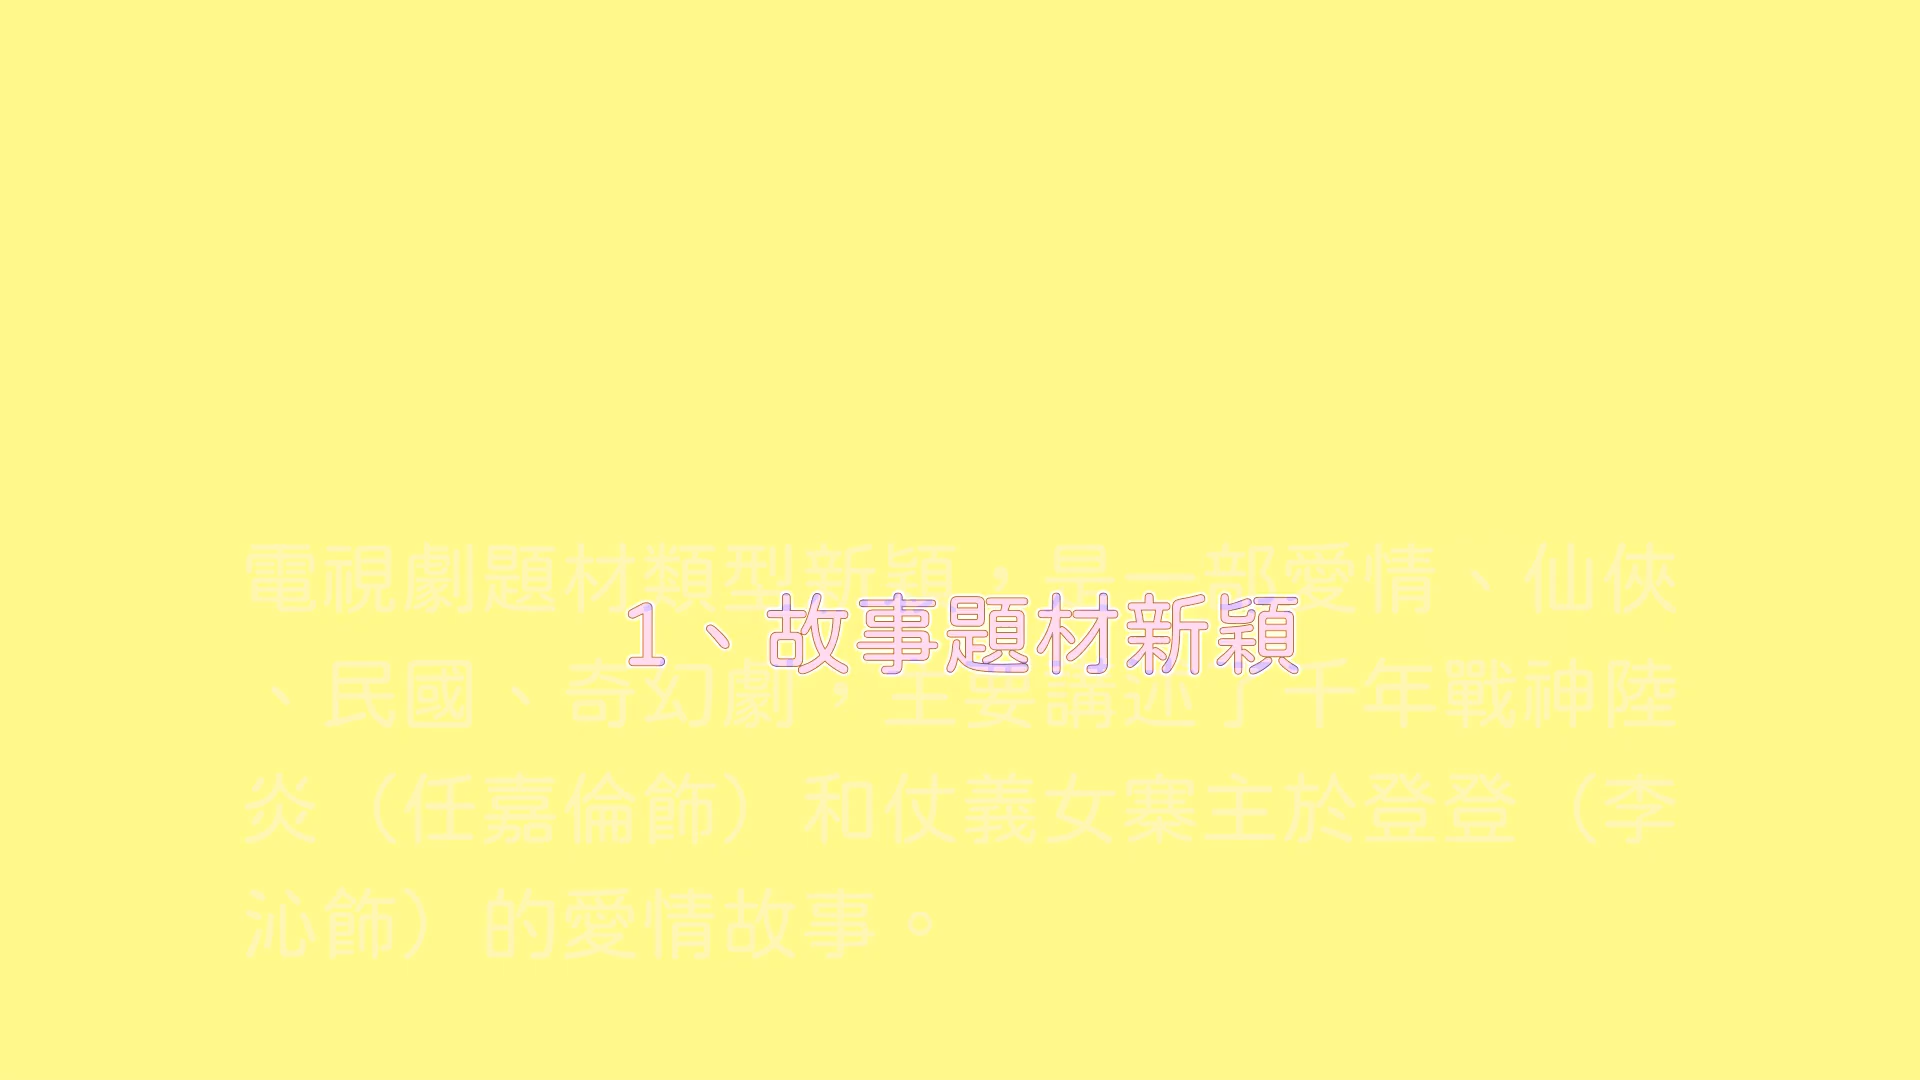 電視劇題材類型新穎，是一部愛情、仙俠
1、故事題材新穎
、民國、奇幻劇，主要講述了千年戰神陸
炎（任嘉倫飾）和仗義女寨主於登登（李
沁飾）的愛情故事。